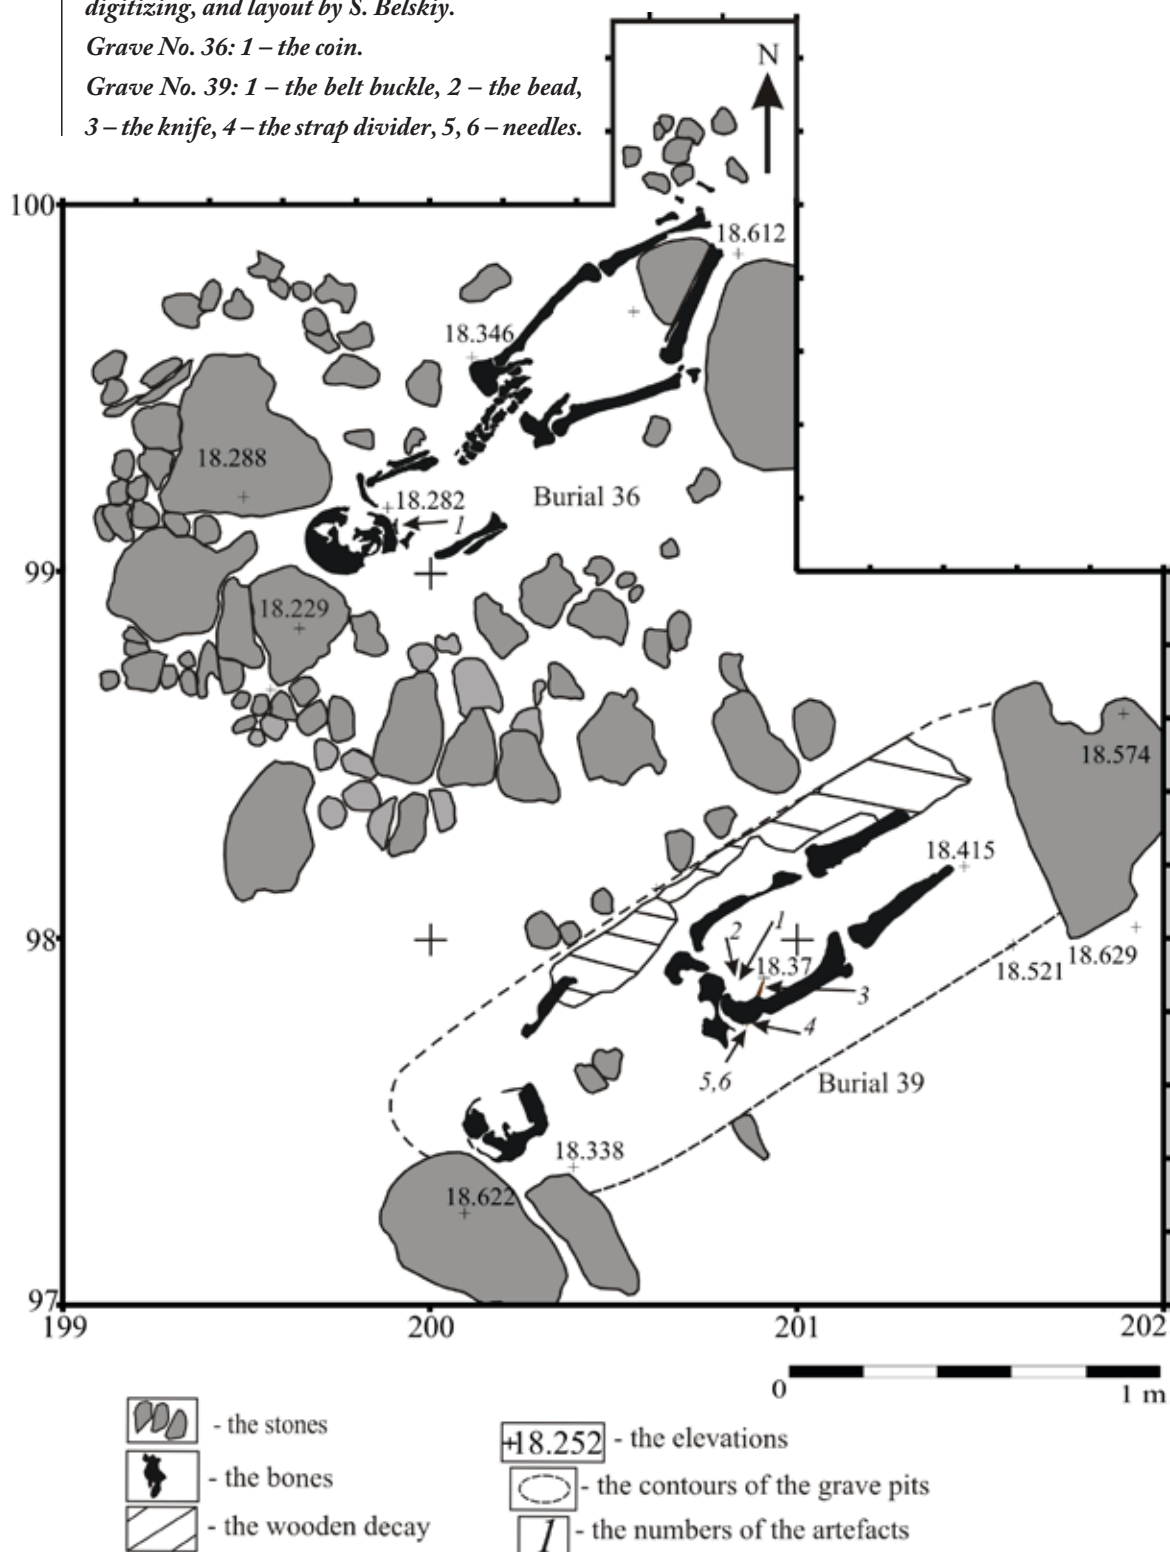 digitizing, and layout by S. Belskiy.
Grave No. 36: 1 – the coin.
Grave No. 39: 1 – the belt buckle, 2 – the bead,
3 – the knife, 4 – the strap divider, 5, 6 – needles.
N
100
18.612
18.346
18.288
Burial 36
18.282
1
99
18.229
18.574
18.415
98
2
1
18.37
18.521
18.629
3
4
5,6
Burial 39
18.338
18.622
97
199
200
201
202
0
1 m
- the stones
+18.252 - the elevations
- the bones
- the contours of the grave pits
- the wooden decay
1 - the numbers of the artefacts